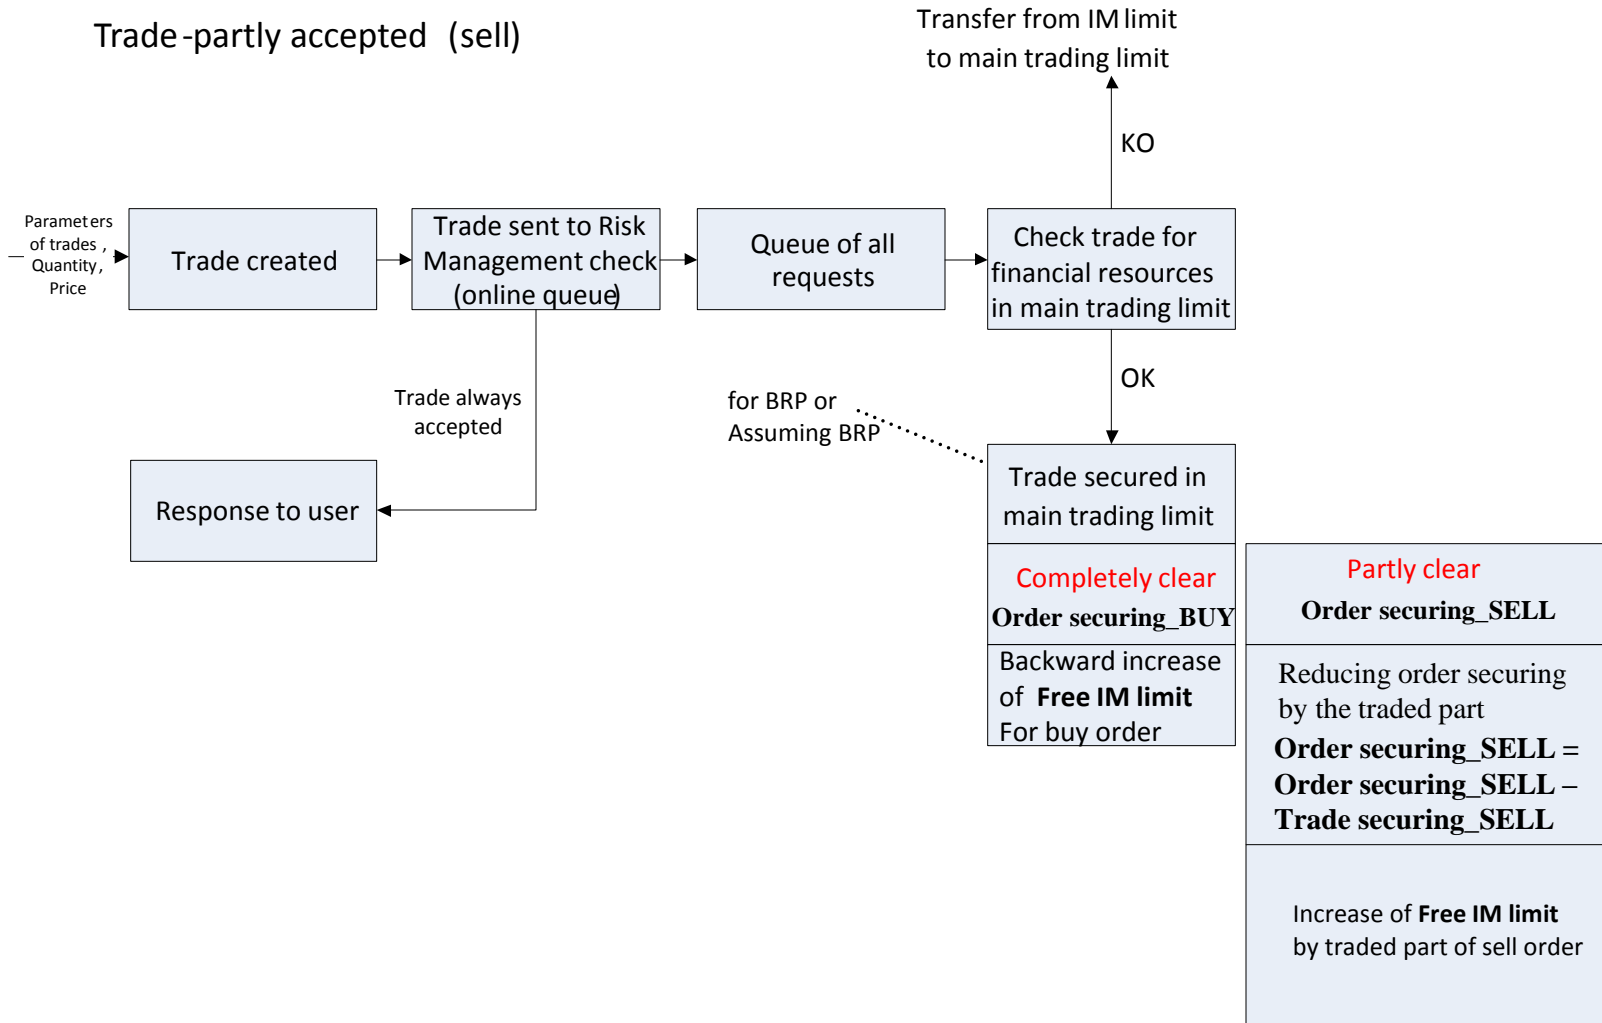 Trade-partly accepted (sell)
Transfer from IM limit
to main trading limit
KO
Parameters
of trades ,
Quantity,
Price
Trade created
Trade sent to Risk
Management check
(online queue)
Queue of all
requests
Check trade for
financial resources
in main trading limit
Trade always
accepted
OK
for BRP or
Assuming BRP
Response to user
Trade secured in
main trading limit
Completely clear
Order securing_BUY
Backward increase
of Free IM limit
For buy order
Partly clear
Order securing_SELL
Reducing order securing
by the traded part
Order securing_SELL =
Order securing_SELL –
Trade securing_SELL
Increase of Free IM limit
by traded part of sell order